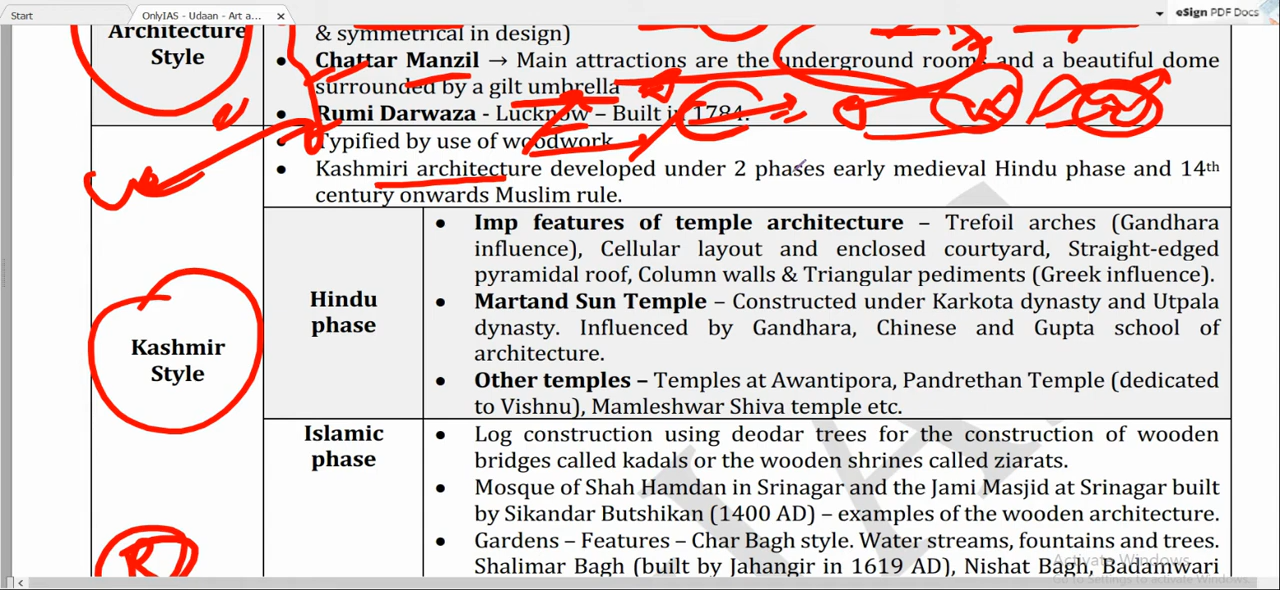 Start
OnlyIAS - Udaan - Art a...
eSign PDF Docs
Architecture
Style
& symmetrical in design)
• Chattar Manzil → Main attractions are the underground rooms and a beautiful dome
surrounded by a gilt umbrella
• Rumi Darwaza - Lucknow – Built in 1784.
Kashmir
Style
• Typified by use of woodwork
• Kashmiri architecture developed under 2 phases early medieval Hindu phase and 14th
century onwards Muslim rule.
Hindu
phase
• Imp features of temple architecture – Trefoil arches (Gandhara
influence), Cellular layout and enclosed courtyard, Straight-edged
pyramidal roof, Column walls & Triangular pediments (Greek influence).
• Martand Sun Temple – Constructed under Karkota dynasty and Utpala
dynasty. Influenced by Gandhara, Chinese and Gupta school of
architecture.
• Other temples – Temples at Awantipora, Pandrethan Temple (dedicated
to Vishnu), Mamleshwar Shiva temple etc.
Islamic
phase
• Log construction using deodar trees for the construction of wooden
bridges called kadals or the wooden shrines called ziarats.
• Mosque of Shah Hamdan in Srinagar and the Jami Masjid at Srinagar built
by Sikandar Butshikan (1400 AD) – examples of the wooden architecture.
• Gardens – Features – Char Bagh style. Water streams, fountains and trees.
Shalimar Bagh (built by Jahangir in 1619 AD), Nishat Bagh, Badamwari
Activate Windows
Go to Settings to activate Windows.